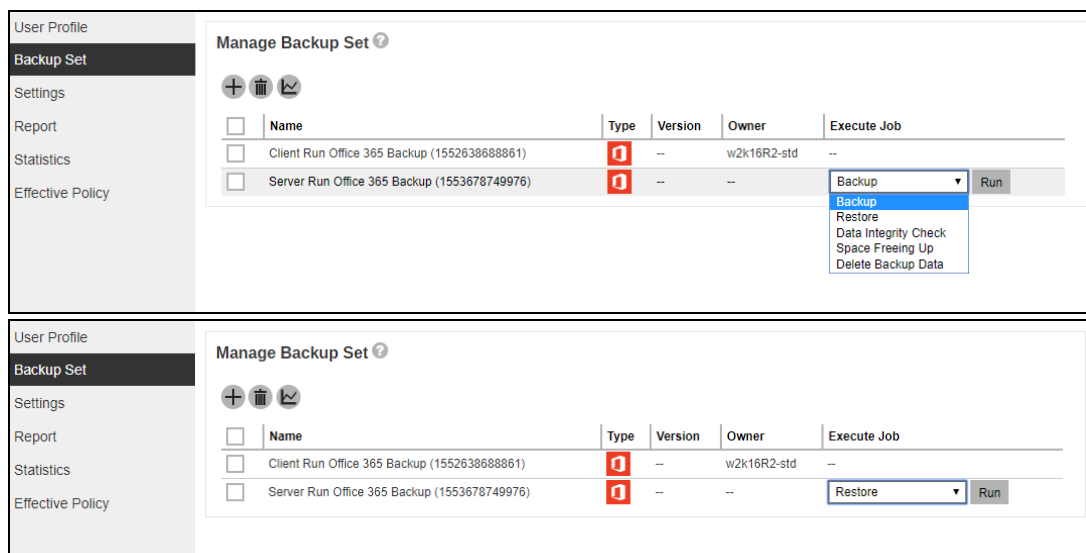 User Profile
Backup Set
Settings
Report
Statistics
Effective Policy
Manage Backup Set ?
Name Type Version Owner Execute Job
Client Run Office 365 Backup (1552638688861) -- w2k16R2-std --
Server Run Office 365 Backup (1553678749976) -- -- Backup Run
Backup
Restore
Data Integrity Check
Space Freeing Up
Delete Backup Data
User Profile
Backup Set
Settings
Report
Statistics
Effective Policy
Manage Backup Set ?
Name Type Version Owner Execute Job
Client Run Office 365 Backup (1552638688861) -- w2k16R2-std --
Server Run Office 365 Backup (1553678749976) -- -- Restore Run